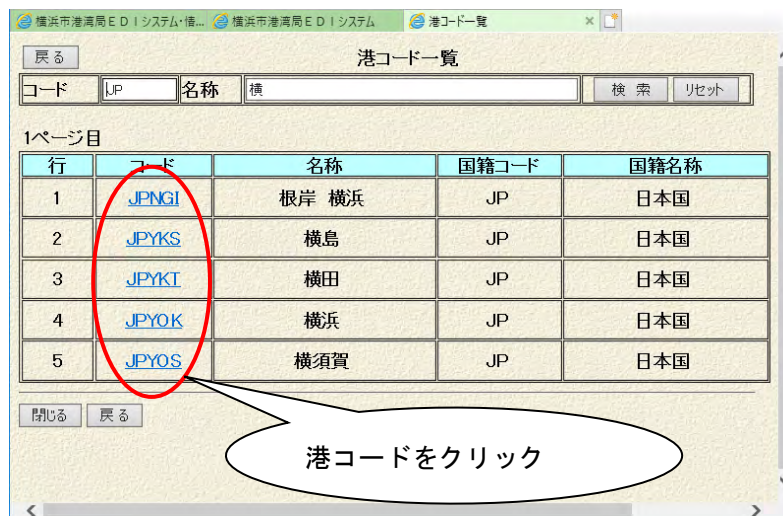 横浜市港湾局ＥＤＩシステム・情... 横浜市港湾局ＥＤＩシステム 港コード一覧
戻る 港コード一覧
コード JP 名称 横 検 索 リセット
1ページ目
行 コード 名称 国籍コード 国籍名称
1 JPNGI 根岸 横浜 JP 日本国
2 JPYKS 横島 JP 日本国
3 JPYKT 横田 JP 日本国
4 JPYOK 横浜 JP 日本国
5 JPYOS 横須賀 JP 日本国
閉じる 戻る
港コードをクリック